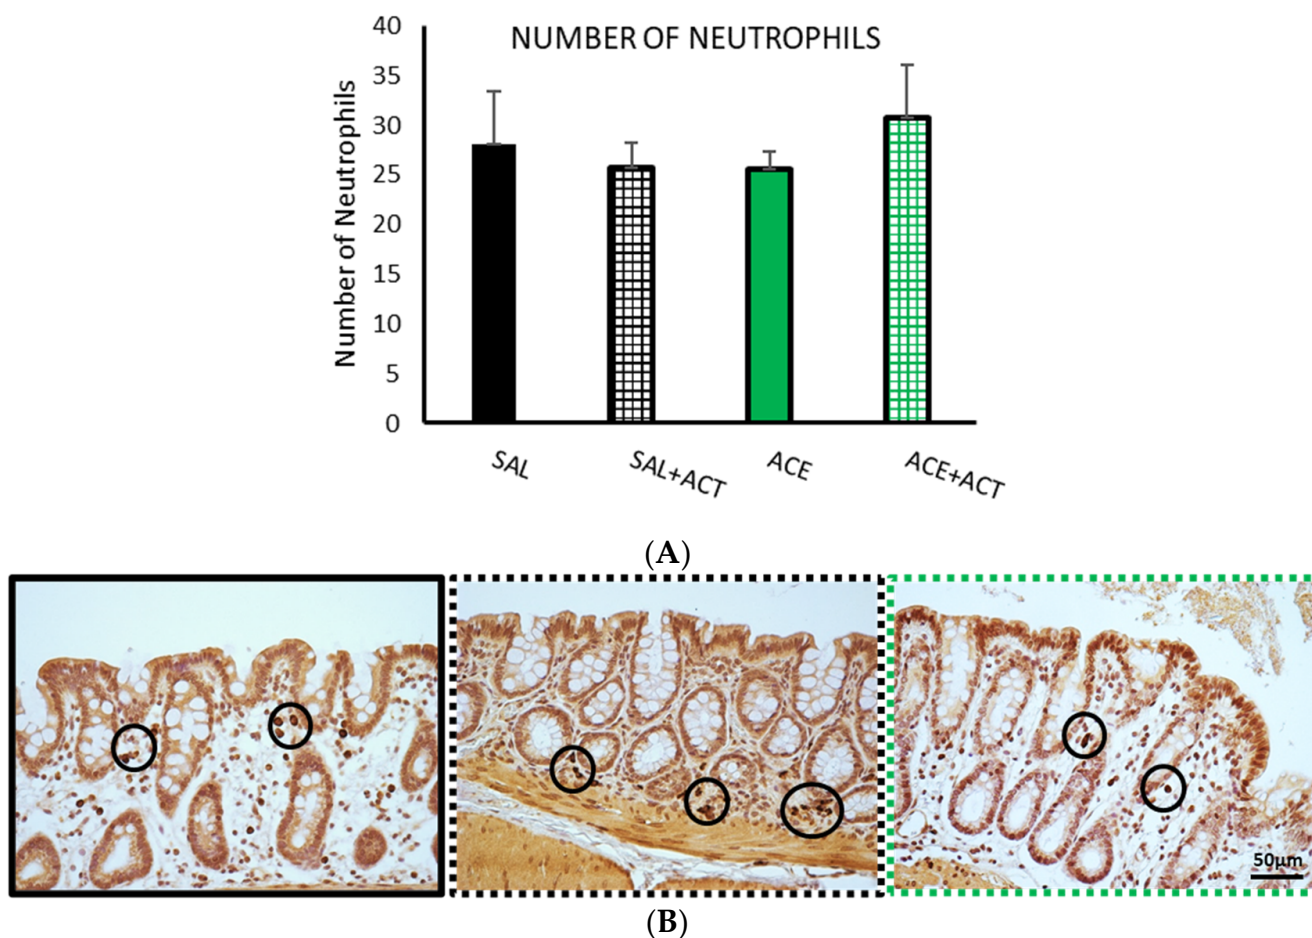 NUMBER OF NEUTROPHILS
Number of Neutrophils
40
35
30
25
20
15
10
5
0
SAL
SAL+ACT
ACE
ACE+ACT
(A)
50μm
(B)